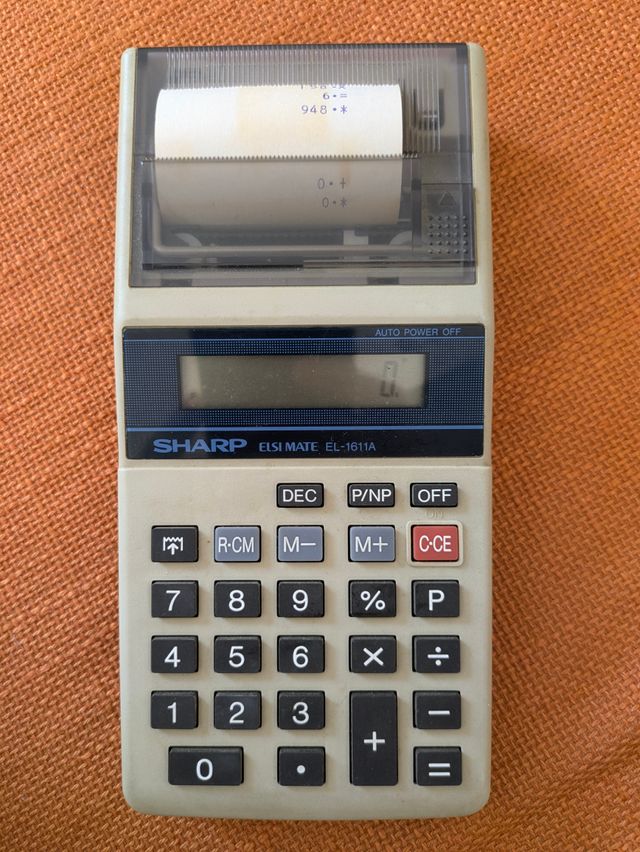 6•=
948•*
0•+
0•*
AUTO POWER OFF
0.
SHARP ELSI MATE EL-1611A
DEC P/NP OFF
ON
R•CM M− M+ C•CE
7 8 9 % P
4 5 6 × ÷
1 2 3 + −
0 • =